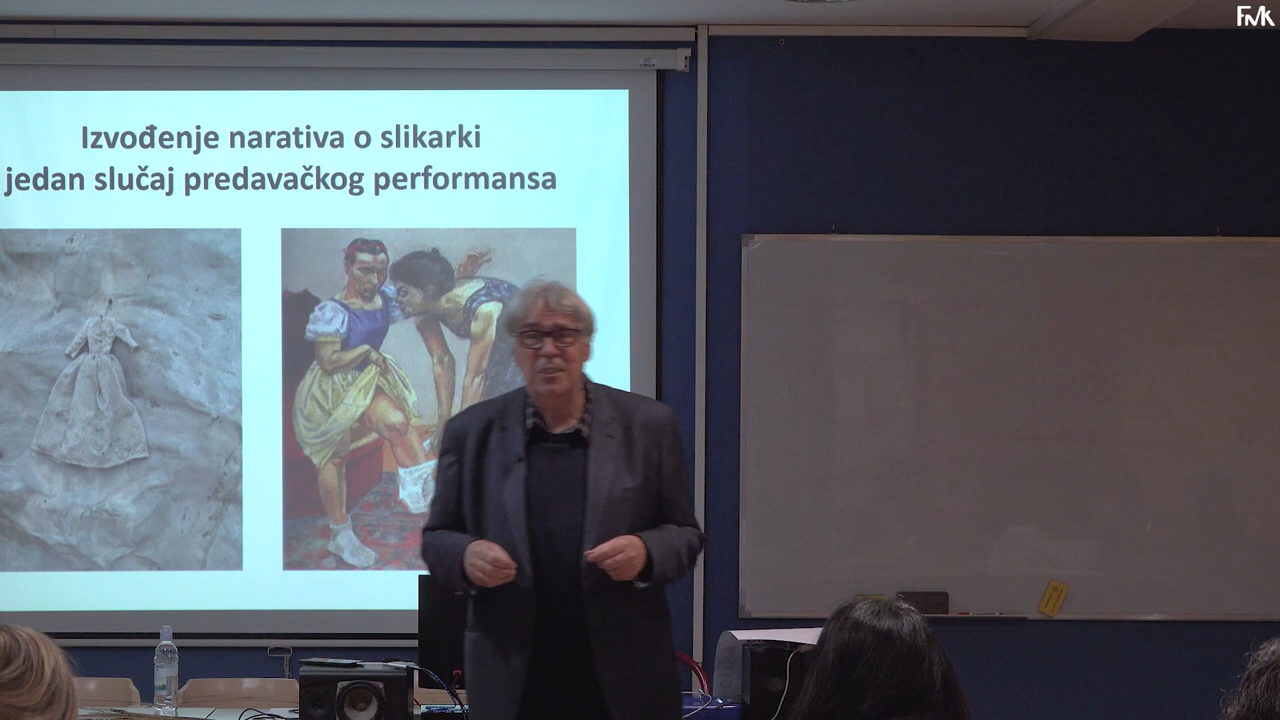 FMK
Izvođenje narativa o slikarki
jedan slučaj predavačkog performansa